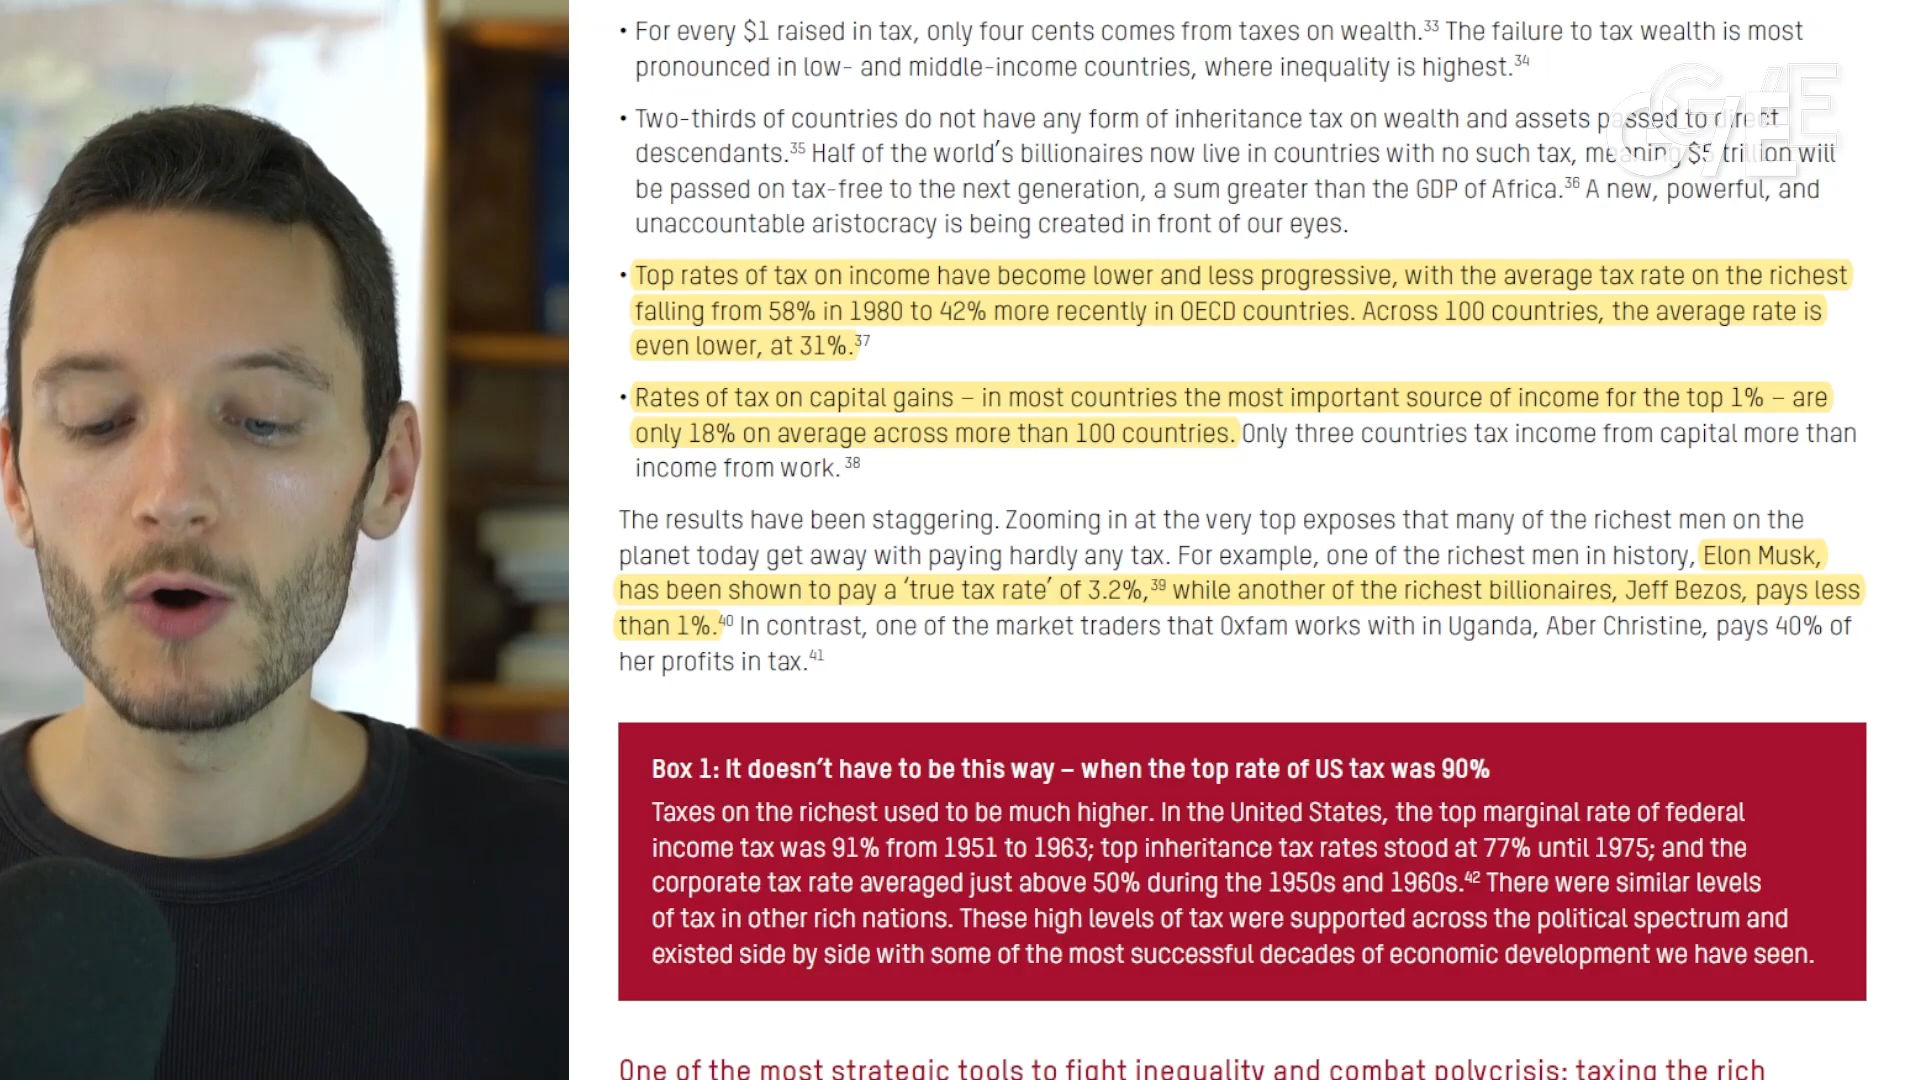 • For every $1 raised in tax, only four cents comes from taxes on wealth.33 The failure to tax wealth is most
pronounced in low- and middle-income countries, where inequality is highest.34
• Two-thirds of countries do not have any form of inheritance tax on wealth and assets passed to direct
descendants.35 Half of the world's billionaires now live in countries with no such tax, meaning $5 trillion will
be passed on tax-free to the next generation, a sum greater than the GDP of Africa.36 A new, powerful, and
unaccountable aristocracy is being created in front of our eyes.
• Top rates of tax on income have become lower and less progressive, with the average tax rate on the richest
falling from 58% in 1980 to 42% more recently in OECD countries. Across 100 countries, the average rate is
even lower, at 31%.37
• Rates of tax on capital gains – in most countries the most important source of income for the top 1% – are
only 18% on average across more than 100 countries. Only three countries tax income from capital more than
income from work. 38
The results have been staggering. Zooming in at the very top exposes that many of the richest men on the
planet today get away with paying hardly any tax. For example, one of the richest men in history, Elon Musk,
has been shown to pay a 'true tax rate' of 3.2%,39 while another of the richest billionaires, Jeff Bezos, pays less
than 1%.40 In contrast, one of the market traders that Oxfam works with in Uganda, Aber Christine, pays 40% of
her profits in tax.41
Box 1: It doesn't have to be this way – when the top rate of US tax was 90%
Taxes on the richest used to be much higher. In the United States, the top marginal rate of federal
income tax was 91% from 1951 to 1963; top inheritance tax rates stood at 77% until 1975; and the
corporate tax rate averaged just above 50% during the 1950s and 1960s.42 There were similar levels
of tax in other rich nations. These high levels of tax were supported across the political spectrum and
existed side by side with some of the most successful decades of economic development we have seen.
One of the most strategic tools to fight inequality and combat polycrisis: taxing the rich